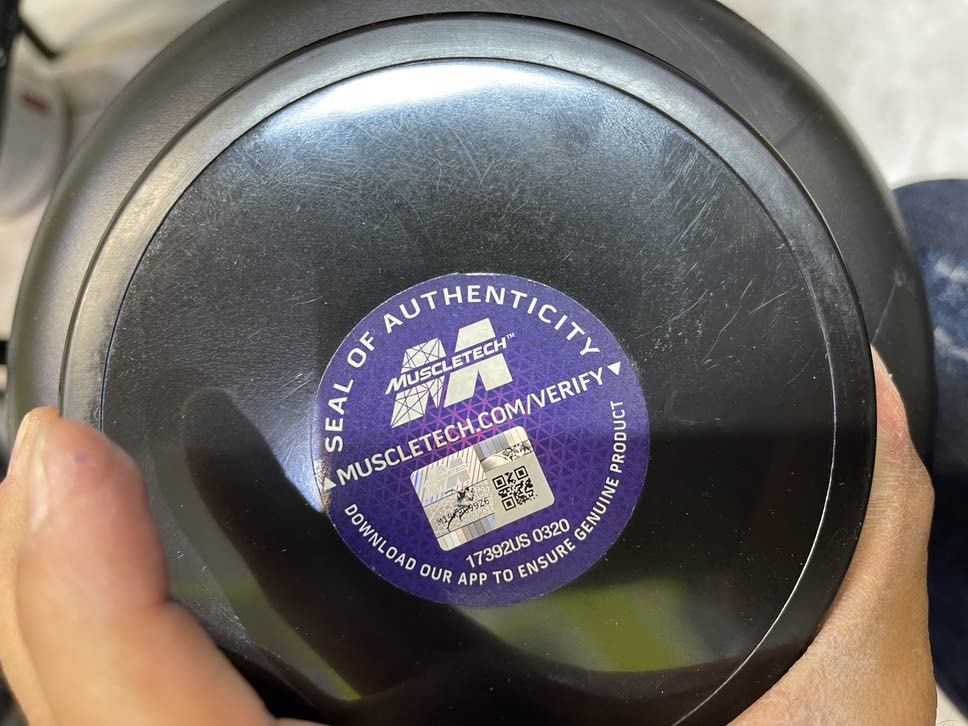 SEAL OF AUTHENTICITY
MUSCLETECH™
▲MUSCLETECH.COM/VERIFY▼
17392US 0320
DOWNLOAD OUR APP TO ENSURE GENUINE PRODUCT